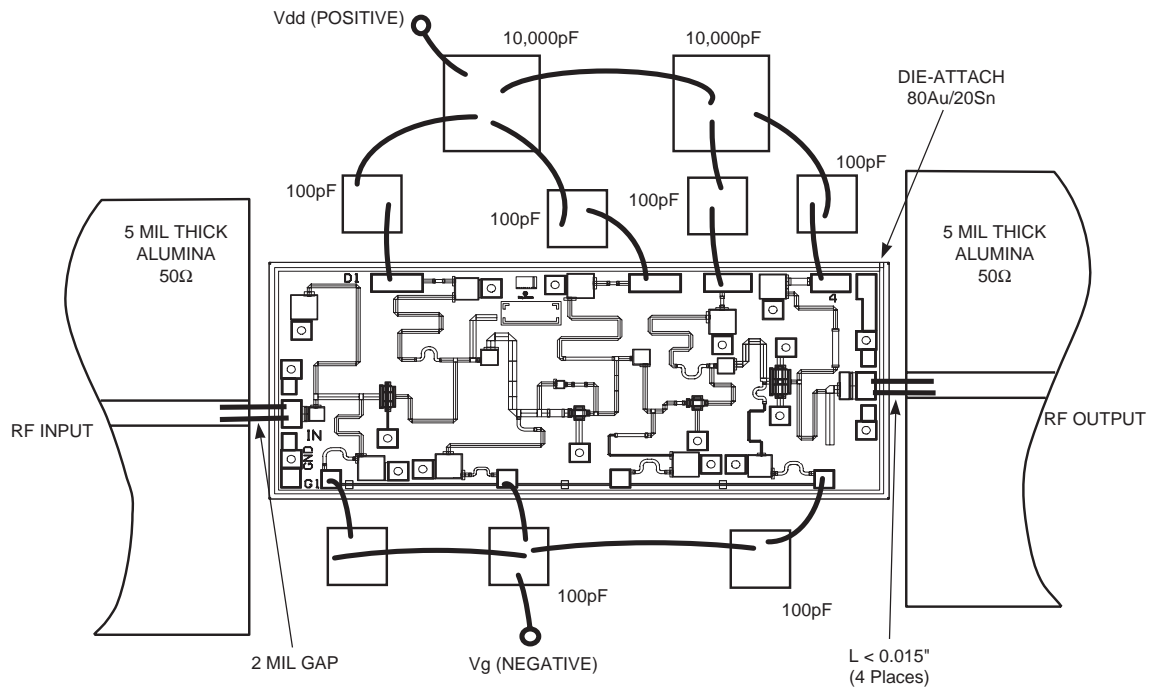 Vdd (POSITIVE)
10,000pF
10,000pF
DIE-ATTACH
80Au/20Sn
100pF
100pF
100pF
100pF
5 MIL THICK
ALUMINA
50Ω
5 MIL THICK
ALUMINA
50Ω
D1
4
RF INPUT
IN
GND
G1
RF OUTPUT
100pF
100pF
2 MIL GAP
Vg (NEGATIVE)
L < 0.015"
(4 Places)